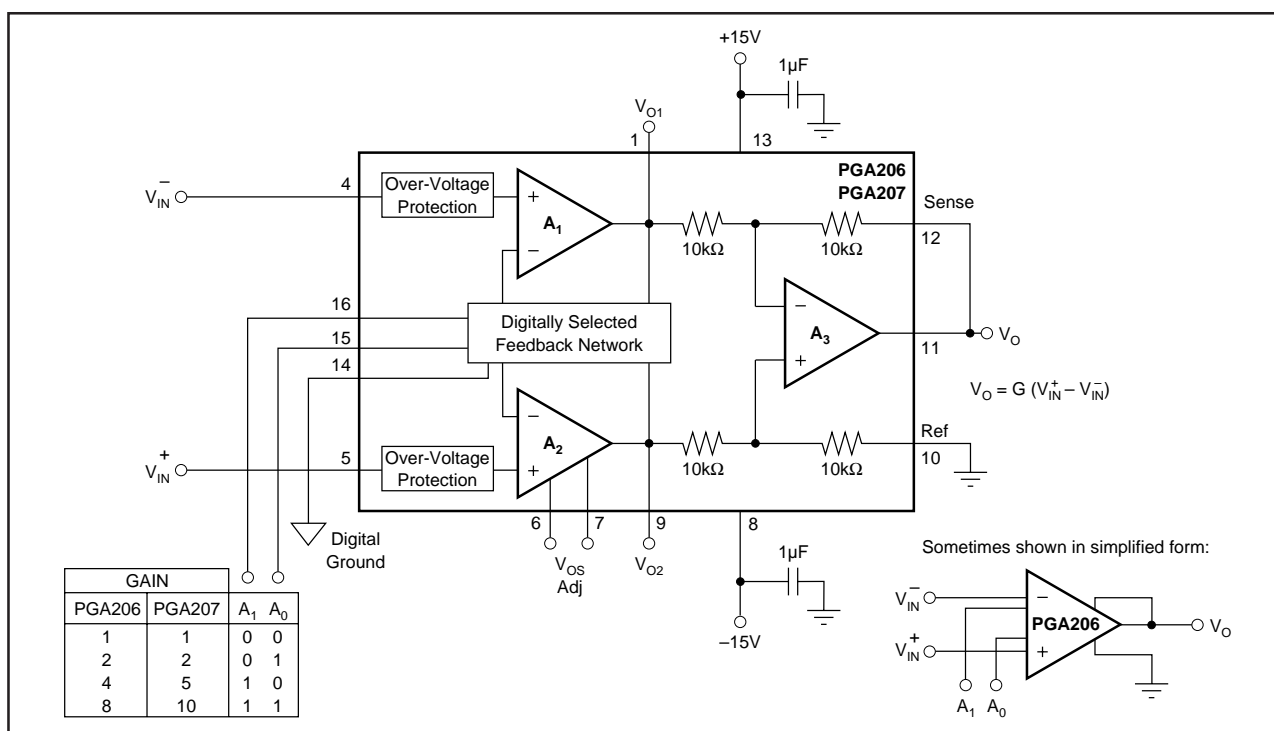 +15V
1µF
V_O1
1
13
PGA206
PGA207
V_IN^–
4
Over-Voltage
Protection
+
A_1
–
10kΩ
10kΩ
Sense
12
16
15
14
Digitally Selected
Feedback Network
–
A_3
+
11
V_O
V_O = G (V_IN^+ – V_IN^–)
–
A_2
+
V_IN^+
5
Over-Voltage
Protection
10kΩ
10kΩ
Ref
10
6
7
9
8
Digital
Ground
V_OS
Adj
V_O2
1µF
–15V
Sometimes shown in simplified form:
V_IN^–
–
PGA206
V_O
V_IN^+
+
A_1 A_0
GAIN
PGA206 PGA207 A_1 A_0
1 1 0 0
2 2 0 1
4 5 1 0
8 10 1 1